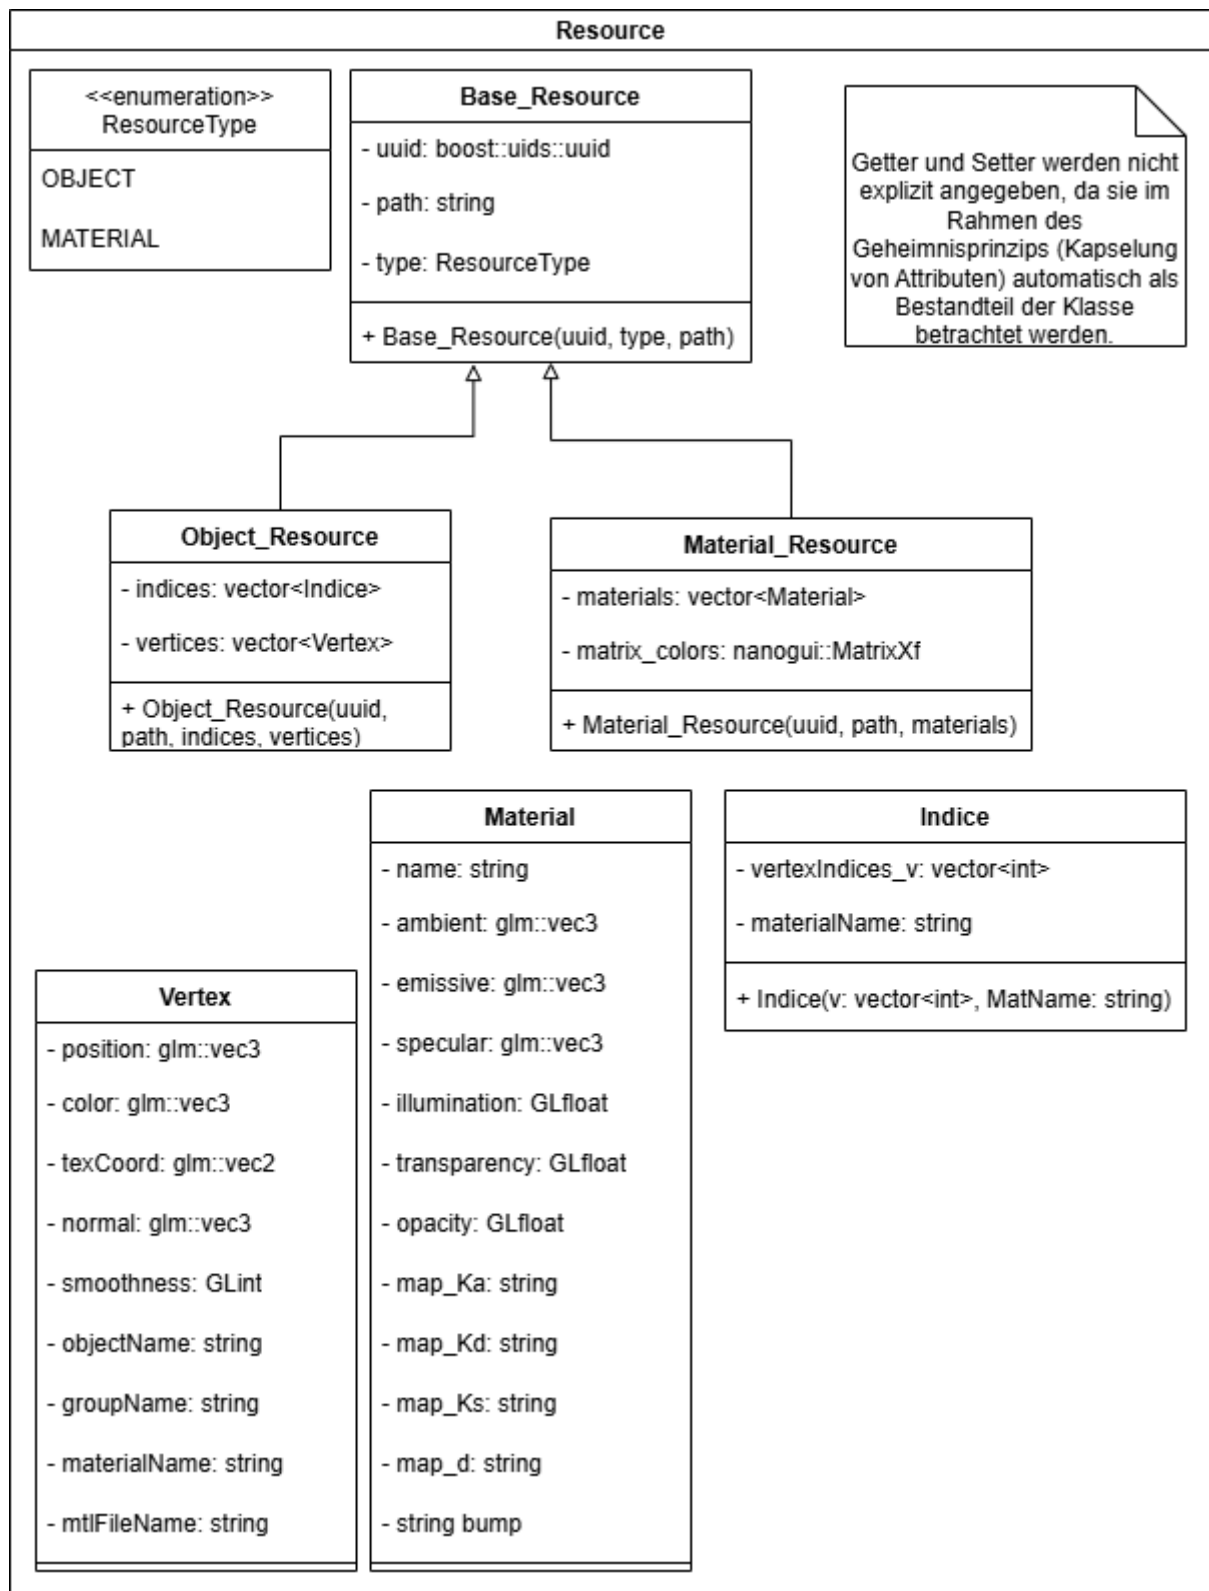 Resource
<<enumeration>>
ResourceType
OBJECT
MATERIAL
Base_Resource
- uuid: boost::uids::uuid
- path: string
- type: ResourceType
+ Base_Resource(uuid, type, path)
Getter und Setter werden nicht
explizit angegeben, da sie im
Rahmen des
Geheimnisprinzips (Kapselung
von Attributen) automatisch als
Bestandteil der Klasse
betrachtet werden.
Object_Resource
- indices: vector<Indice>
- vertices: vector<Vertex>
+ Object_Resource(uuid,
path, indices, vertices)
Material_Resource
- materials: vector<Material>
- matrix_colors: nanogui::MatrixXf
+ Material_Resource(uuid, path, materials)
Vertex
- position: glm::vec3
- color: glm::vec3
- texCoord: glm::vec2
- normal: glm::vec3
- smoothness: GLint
- objectName: string
- groupName: string
- materialName: string
- mtlFileName: string
Material
- name: string
- ambient: glm::vec3
- emissive: glm::vec3
- specular: glm::vec3
- illumination: GLfloat
- transparency: GLfloat
- opacity: GLfloat
- map_Ka: string
- map_Kd: string
- map_Ks: string
- map_d: string
- string bump
Indice
- vertexIndices_v: vector<int>
- materialName: string
+ Indice(v: vector<int>, MatName: string)